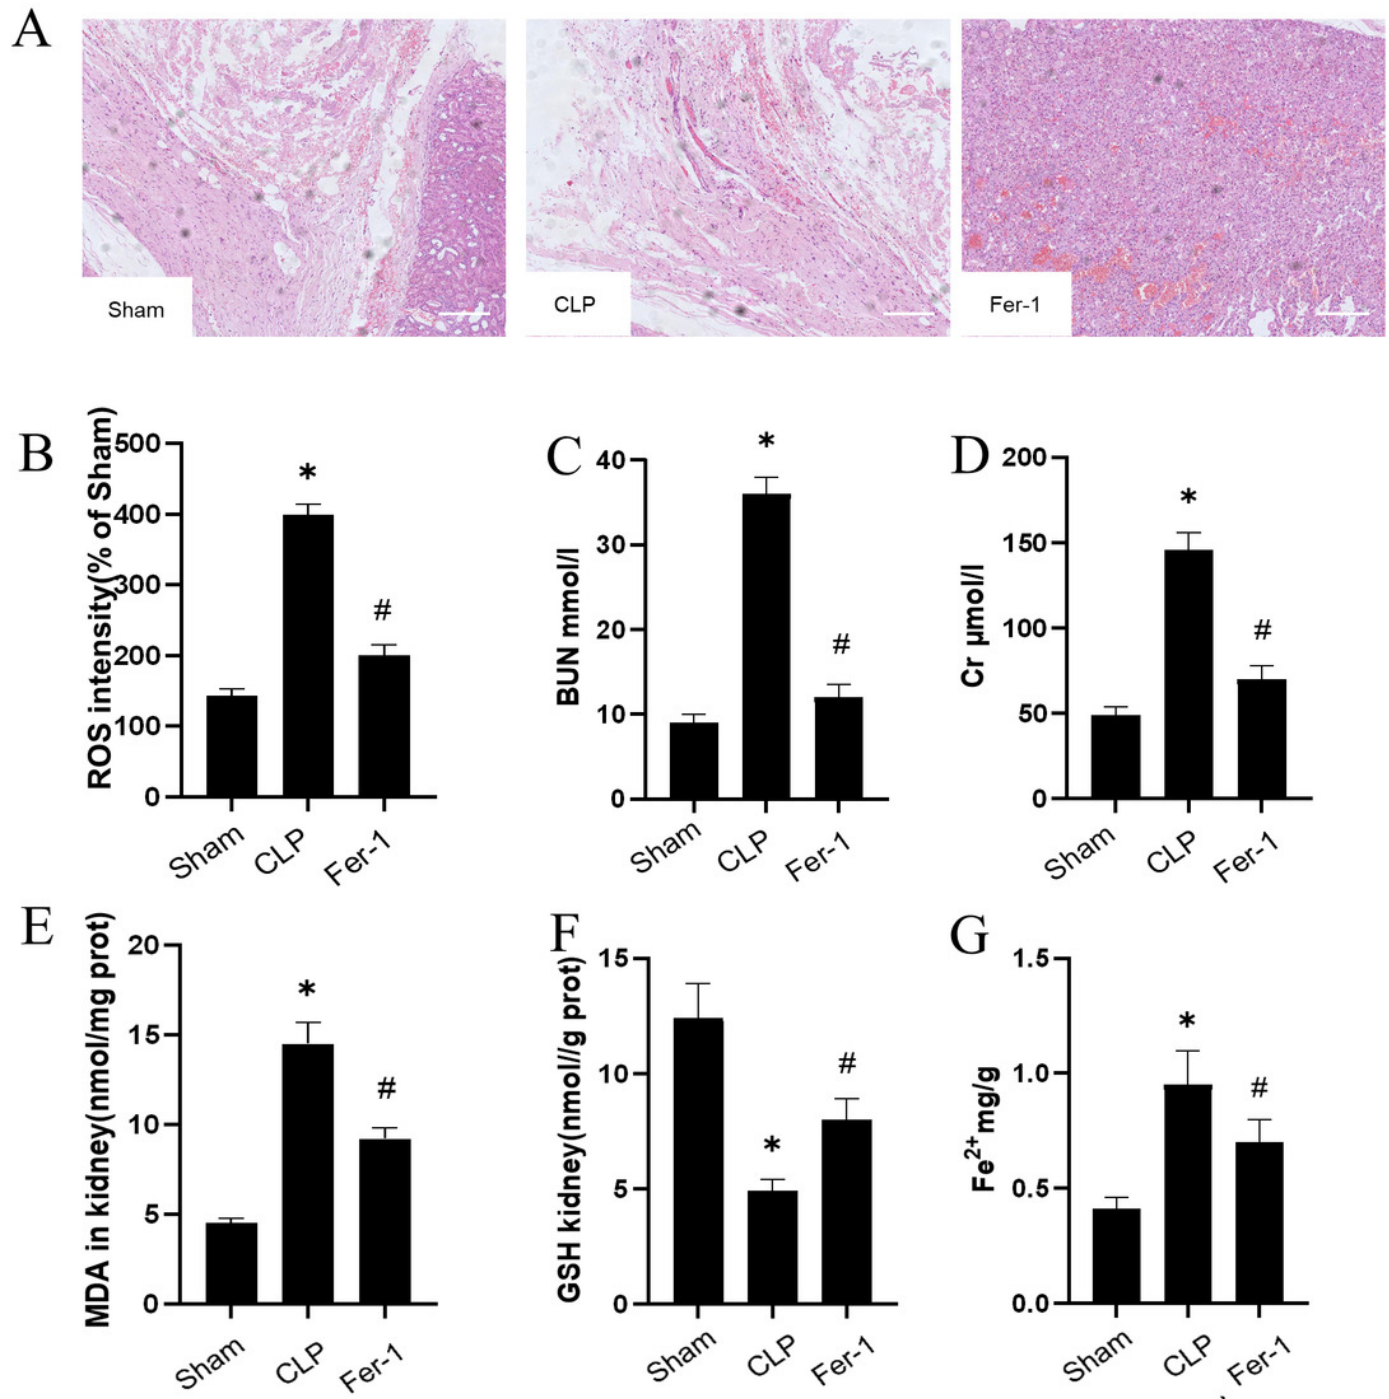 A
Sham
CLP
Fer-1
B
ROS intensity(% of Sham)
500
400
300
200
100
0
*
#
Sham
CLP
Fer-1
C
BUN mmol/l
40
30
20
10
0
*
#
Sham
CLP
Fer-1
D
Cr μmol/l
200
150
100
50
0
*
#
Sham
CLP
Fer-1
E
MDA in kidney(nmol/mg prot)
20
15
10
5
0
*
#
Sham
CLP
Fer-1
F
GSH kidney(nmol//g prot)
15
10
5
0
*
#
Sham
CLP
Fer-1
G
Fe²⁺mg/g
1.5
1.0
0.5
0.0
*
#
Sham
CLP
Fer-1